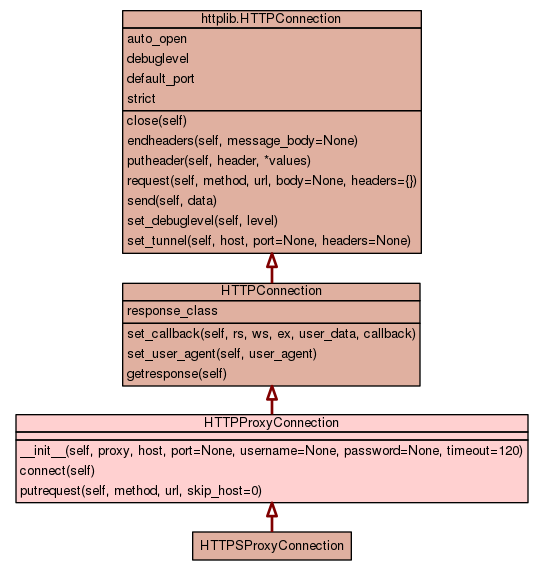 httplib.HTTPConnection
auto_open
debuglevel
default_port
strict
close(self)
endheaders(self, message_body=None)
putheader(self, header, *values)
request(self, method, url, body=None, headers={})
send(self, data)
set_debuglevel(self, level)
set_tunnel(self, host, port=None, headers=None)
HTTPConnection
response_class
set_callback(self, rs, ws, ex, user_data, callback)
set_user_agent(self, user_agent)
getresponse(self)
HTTPProxyConnection
__init__(self, proxy, host, port=None, username=None, password=None, timeout=120)
connect(self)
putrequest(self, method, url, skip_host=0)
HTTPSProxyConnection